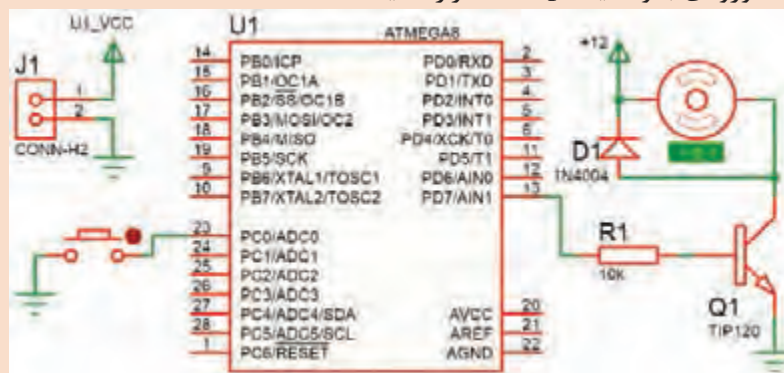 U1_VCC
J1
1
2
CONN-H2
U1
ATMEGA8
14 PB0/ICP PD0/RXD 2
15 PB1/OC1A PD1/TXD 3
16 PB2/SS/OC1B PD2/INT0 4
17 PB3/MOSI/OC2 PD3/INT1 5
18 PB4/MISO PD4/XCK/T0 6
19 PB5/SCK PD5/T1 11
9 PB6/XTAL1/TOSC1 PD6/AIN0 12
10 PB7/XTAL2/TOSC2 PD7/AIN1 13
23 PC0/ADC0
24 PC1/ADC1
25 PC2/ADC2
26 PC3/ADC3
27 PC4/ADC4/SDA AVCC 20
28 PC5/ADC5/SCL AREF 21
1 PC6/RESET AGND 22
+12
D1
1N4004
R1
10K
Q1
TIP120